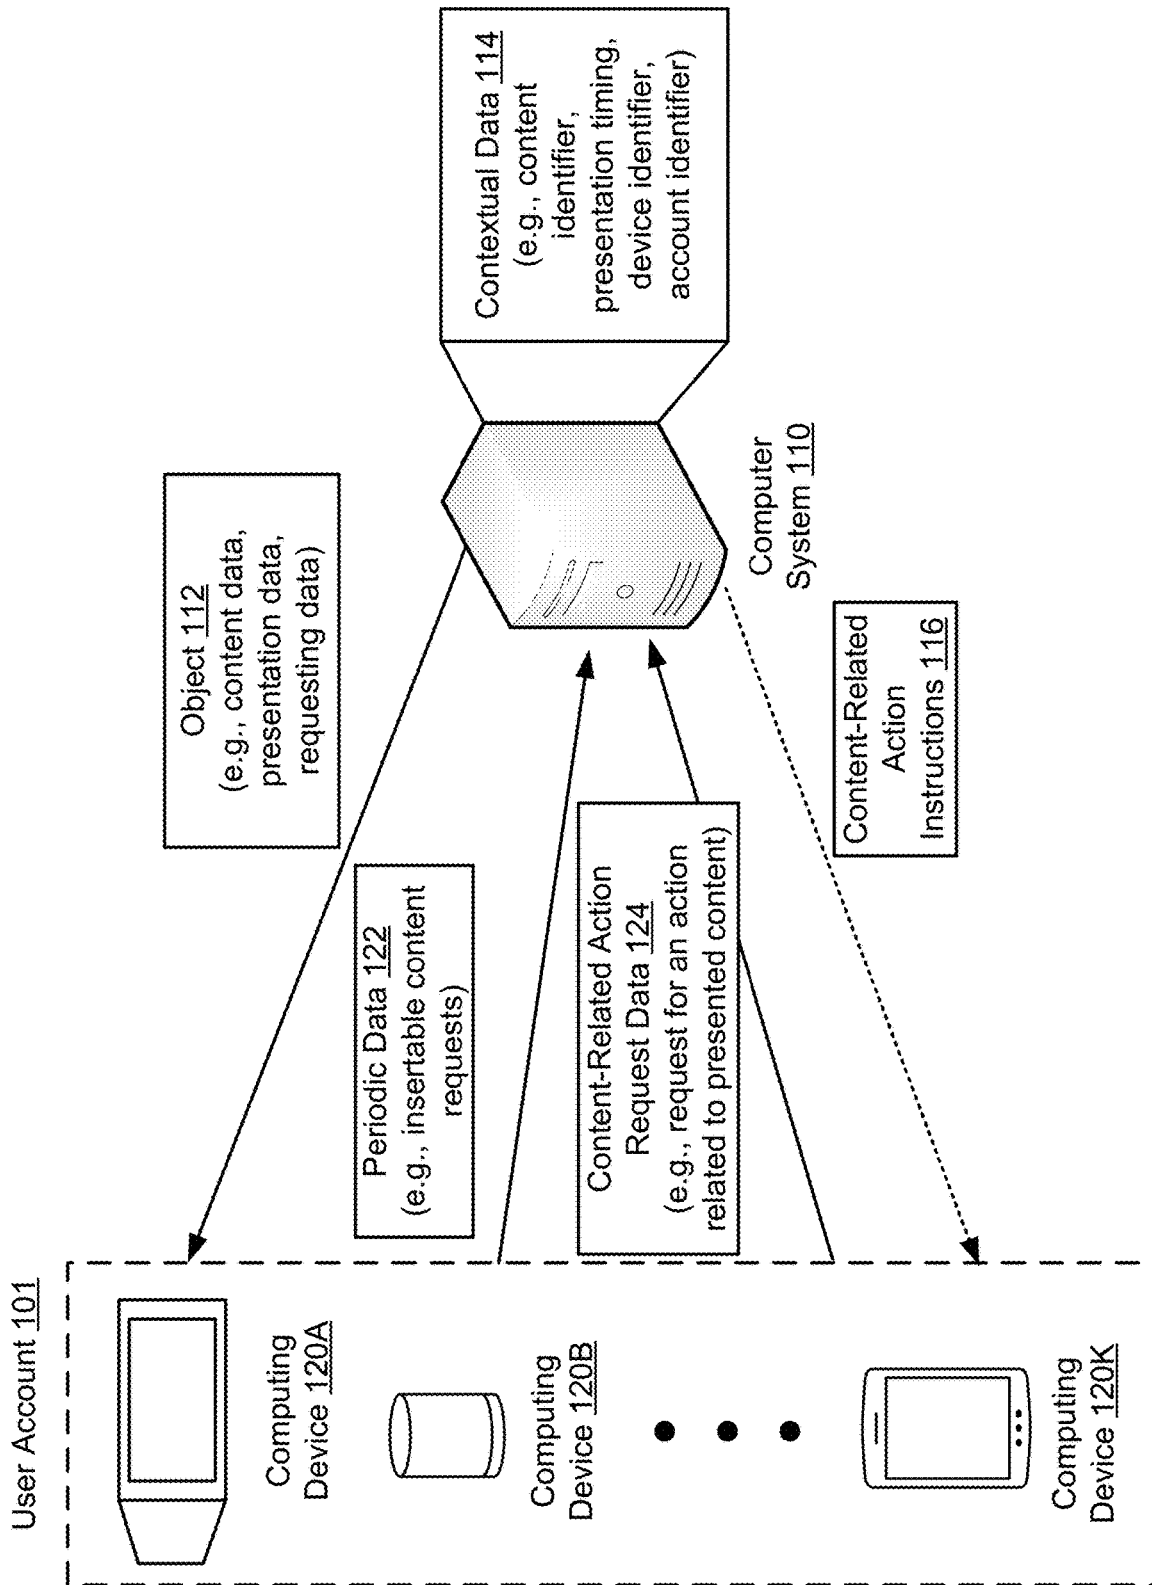 User Account 101
Computing
Device 120A
Computing
Device 120B
Computing
Device 120K
Object 112
(e.g., content data,
presentation data,
requesting data)
Periodic Data 122
(e.g., insertable content
requests)
Content-Related Action
Request Data 124
(e.g., request for an action
related to presented content)
Content-Related
Action
Instructions 116
Computer
System 110
Contextual Data 114
(e.g., content
identifier,
presentation timing,
device identifier,
account identifier)